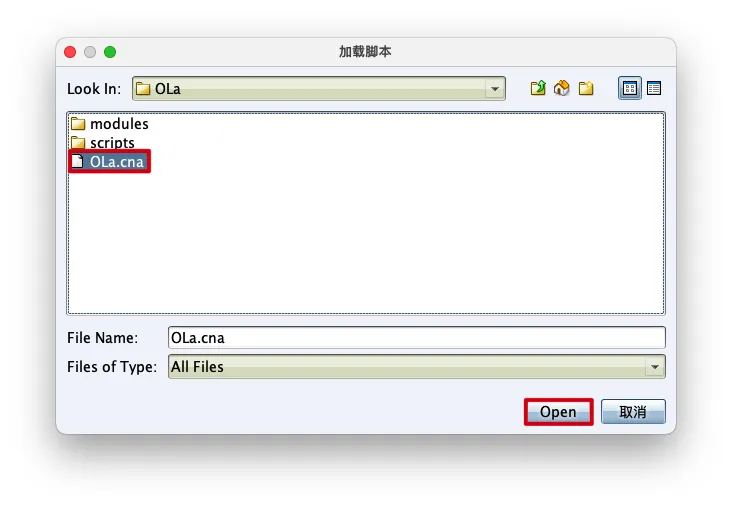 加载脚本
Look In: OLa
modules
scripts
OLa.cna
File Name: OLa.cna
Files of Type: All Files
Open 取消